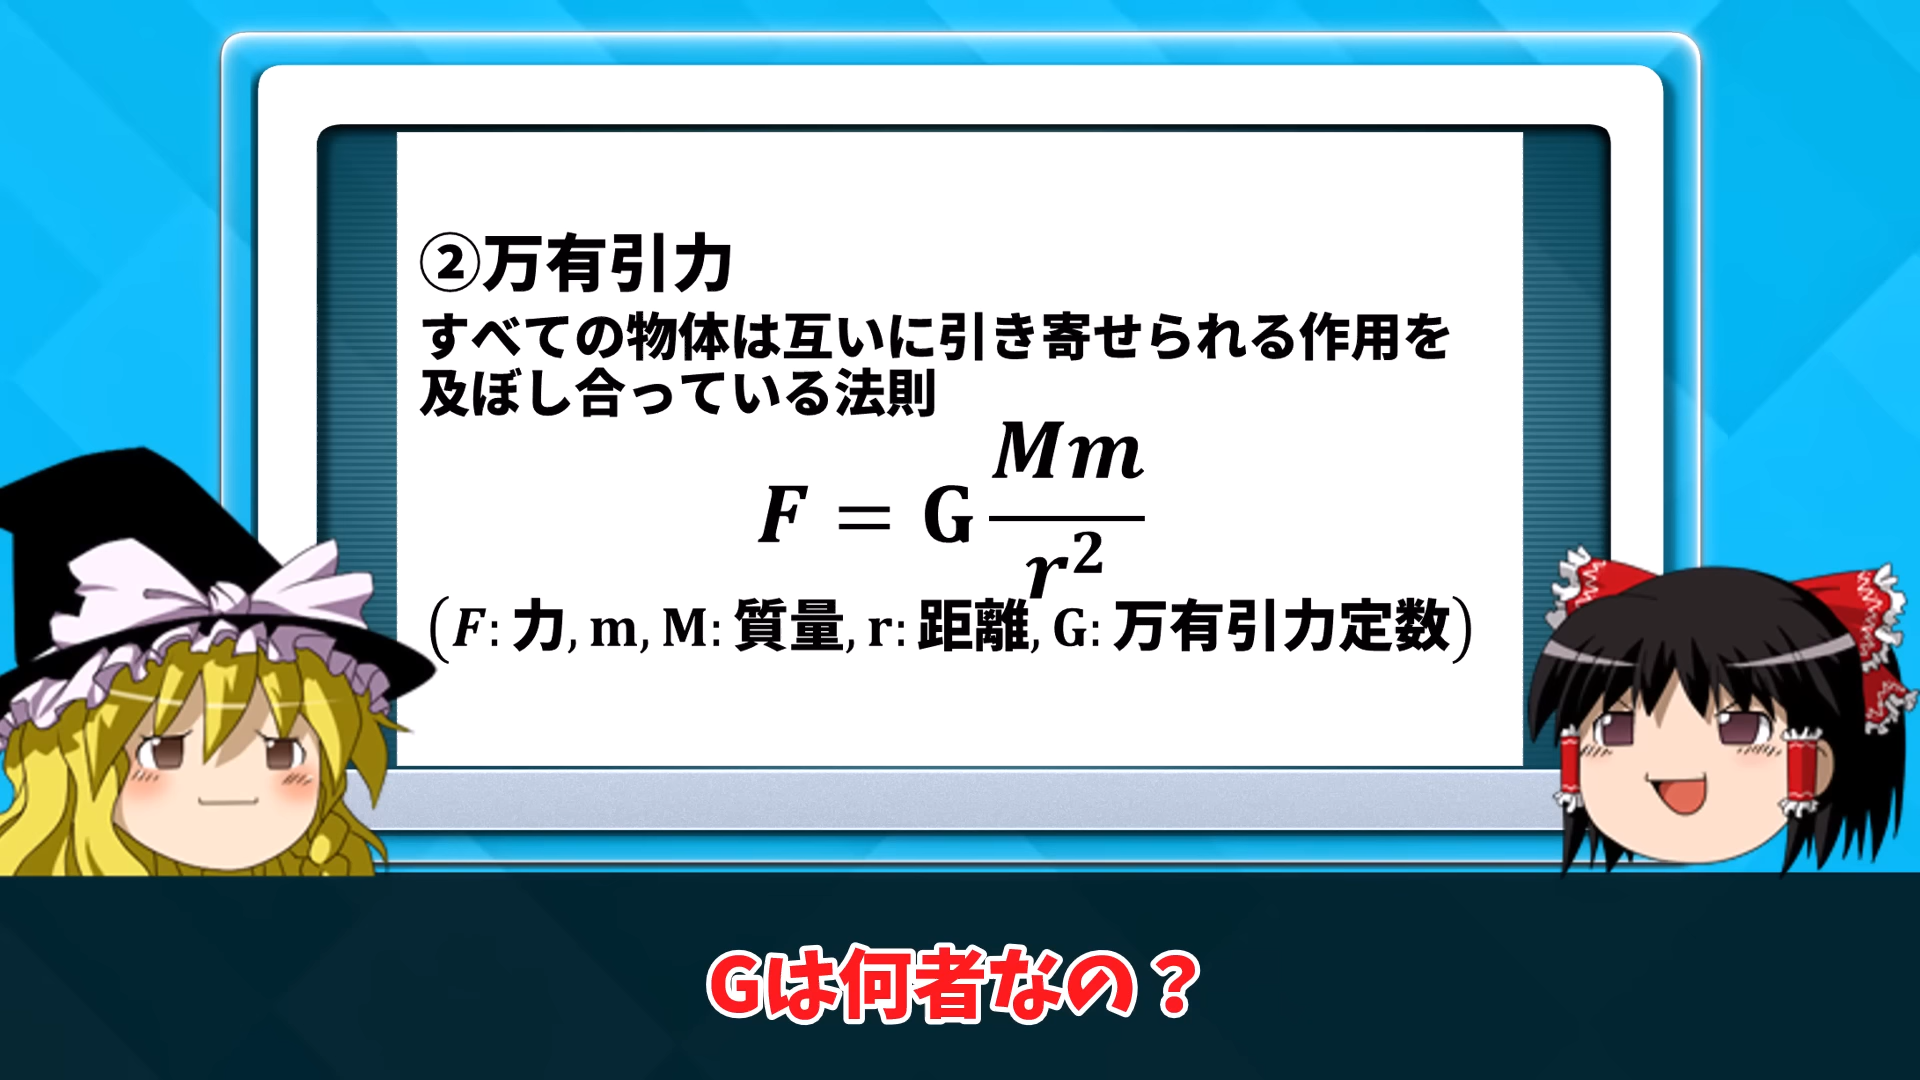 ②万有引力
すべての物体は互いに引き寄せられる作用を
及ぼし合っている法則
F = G Mm/r²
(F: 力, m, M: 質量, r: 距離, G: 万有引力定数)
Gは何者なの？